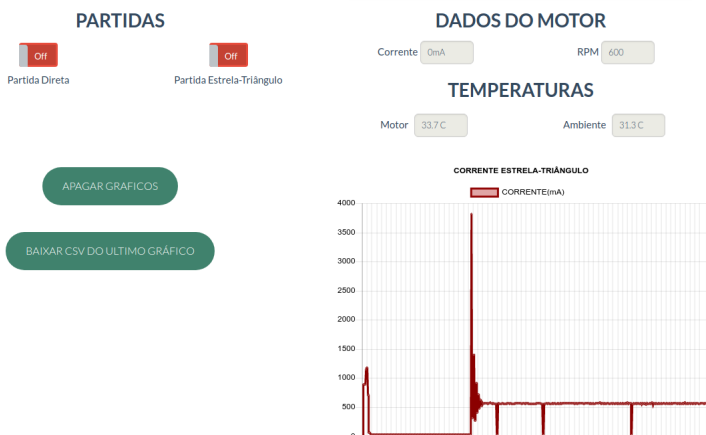 PARTIDAS
Off
Off
Partida Direta
Partida Estrela-Triângulo
APAGAR GRAFICOS
BAIXAR CSV DO ULTIMO GRÁFICO
DADOS DO MOTOR
Corrente 0mA
RPM 600
TEMPERATURAS
Motor 33.7 C
Ambiente 31.3 C
CORRENTE ESTRELA-TRIÂNGULO
CORRENTE(mA)
4000
3500
3000
2500
2000
1500
1000
500
0